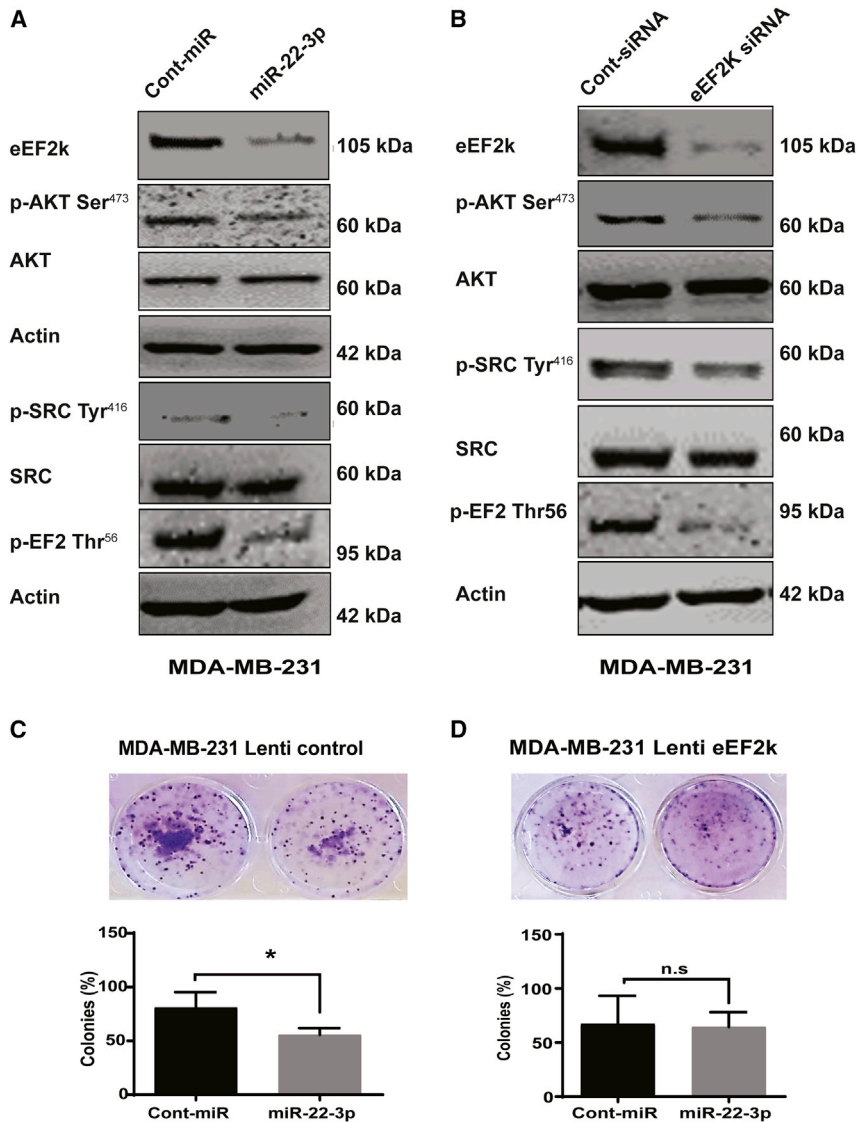 A
Cont-miR
miR-22-3p
eEF2k
105 kDa
p-AKT Ser473
60 kDa
AKT
60 kDa
Actin
42 kDa
p-SRC Tyr416
60 kDa
SRC
60 kDa
p-EF2 Thr56
95 kDa
Actin
42 kDa
MDA-MB-231
B
Cont-siRNA
eEF2K siRNA
eEF2k
105 kDa
p-AKT Ser473
60 kDa
AKT
60 kDa
p-SRC Tyr416
60 kDa
SRC
60 kDa
p-EF2 Thr56
95 kDa
Actin
42 kDa
MDA-MB-231
C
MDA-MB-231 Lenti control
Colonies (%)
150
100
50
0
*
Cont-miR
miR-22-3p
D
MDA-MB-231 Lenti eEF2k
Colonies (%)
150
100
50
0
n.s
Cont-miR
miR-22-3p